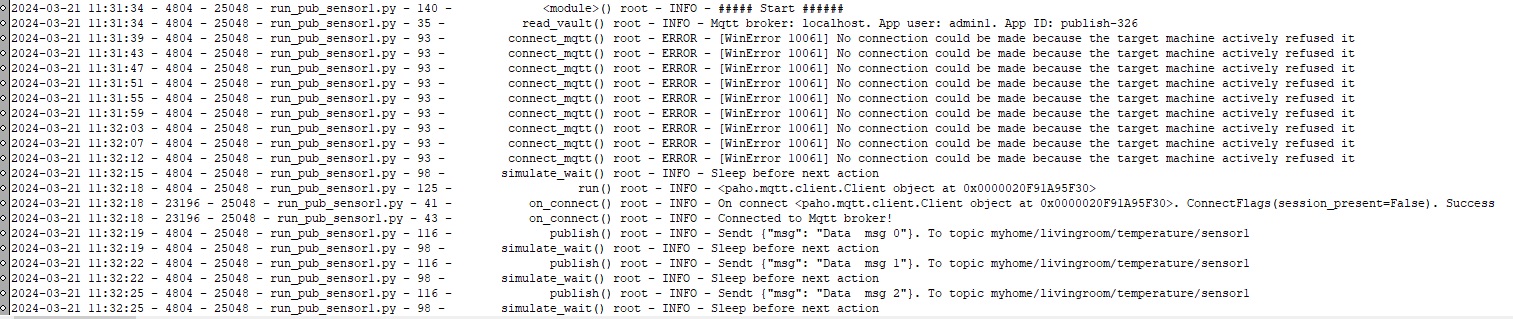 2024-03-21 11:31:34 - 4804 - 25048 - run_pub_sensor1.py - 140 - <module>() root - INFO - ##### Start ######
2024-03-21 11:31:34 - 4804 - 25048 - run_pub_sensor1.py - 35 - read_vault() root - INFO - Mqtt broker: localhost. App user: admin1. App ID: publish-326
2024-03-21 11:31:39 - 4804 - 25048 - run_pub_sensor1.py - 93 - connect_mqtt() root - ERROR - [WinError 10061] No connection could be made because the target machine actively refused it
2024-03-21 11:31:43 - 4804 - 25048 - run_pub_sensor1.py - 93 - connect_mqtt() root - ERROR - [WinError 10061] No connection could be made because the target machine actively refused it
2024-03-21 11:31:47 - 4804 - 25048 - run_pub_sensor1.py - 93 - connect_mqtt() root - ERROR - [WinError 10061] No connection could be made because the target machine actively refused it
2024-03-21 11:31:51 - 4804 - 25048 - run_pub_sensor1.py - 93 - connect_mqtt() root - ERROR - [WinError 10061] No connection could be made because the target machine actively refused it
2024-03-21 11:31:55 - 4804 - 25048 - run_pub_sensor1.py - 93 - connect_mqtt() root - ERROR - [WinError 10061] No connection could be made because the target machine actively refused it
2024-03-21 11:31:59 - 4804 - 25048 - run_pub_sensor1.py - 93 - connect_mqtt() root - ERROR - [WinError 10061] No connection could be made because the target machine actively refused it
2024-03-21 11:32:03 - 4804 - 25048 - run_pub_sensor1.py - 93 - connect_mqtt() root - ERROR - [WinError 10061] No connection could be made because the target machine actively refused it
2024-03-21 11:32:07 - 4804 - 25048 - run_pub_sensor1.py - 93 - connect_mqtt() root - ERROR - [WinError 10061] No connection could be made because the target machine actively refused it
2024-03-21 11:32:12 - 4804 - 25048 - run_pub_sensor1.py - 93 - connect_mqtt() root - ERROR - [WinError 10061] No connection could be made because the target machine actively refused it
2024-03-21 11:32:15 - 4804 - 25048 - run_pub_sensor1.py - 98 - simulate_wait() root - INFO - Sleep before next action
2024-03-21 11:32:18 - 4804 - 25048 - run_pub_sensor1.py - 125 - run() root - INFO - <paho.mqtt.client.Client object at 0x0000020F91A95F30>
2024-03-21 11:32:18 - 23196 - 25048 - run_pub_sensor1.py - 41 - on_connect() root - INFO - On connect <paho.mqtt.client.Client object at 0x0000020F91A95F30>. ConnectFlags(session_present=False). Success
2024-03-21 11:32:18 - 23196 - 25048 - run_pub_sensor1.py - 43 - on_connect() root - INFO - Connected to Mqtt broker!
2024-03-21 11:32:19 - 4804 - 25048 - run_pub_sensor1.py - 116 - publish() root - INFO - Sendt {"msg": "Data  msg 0"}. To topic myhome/livingroom/temperature/sensor1
2024-03-21 11:32:19 - 4804 - 25048 - run_pub_sensor1.py - 98 - simulate_wait() root - INFO - Sleep before next action
2024-03-21 11:32:22 - 4804 - 25048 - run_pub_sensor1.py - 116 - publish() root - INFO - Sendt {"msg": "Data  msg 1"}. To topic myhome/livingroom/temperature/sensor1
2024-03-21 11:32:22 - 4804 - 25048 - run_pub_sensor1.py - 98 - simulate_wait() root - INFO - Sleep before next action
2024-03-21 11:32:25 - 4804 - 25048 - run_pub_sensor1.py - 116 - publish() root - INFO - Sendt {"msg": "Data  msg 2"}. To topic myhome/livingroom/temperature/sensor1
2024-03-21 11:32:25 - 4804 - 25048 - run_pub_sensor1.py - 98 - simulate_wait() root - INFO - Sleep before next action